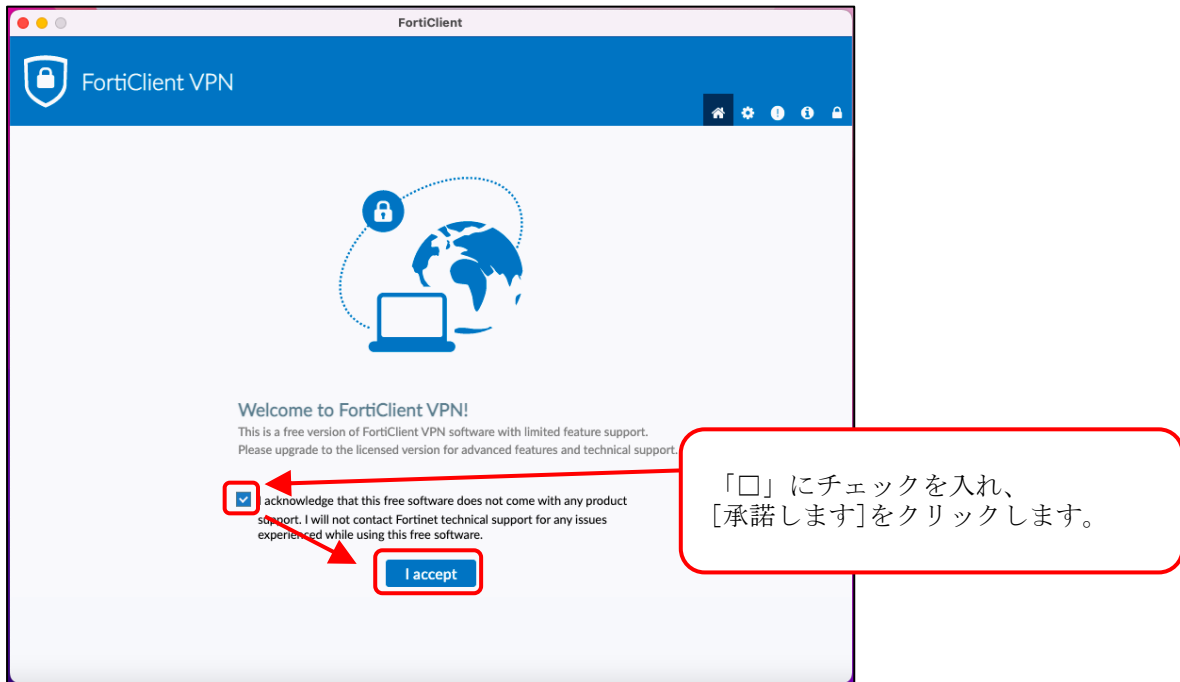 FortiClient
FortiClient VPN
Welcome to FortiClient VPN!
This is a free version of FortiClient VPN software with limited feature support.
Please upgrade to the licensed version for advanced features and technical support.
I acknowledge that this free software does not come with any product
support. I will not contact Fortinet technical support for any issues
experienced while using this free software.
I accept
「□」にチェックを入れ、
[承諾します]をクリックします。